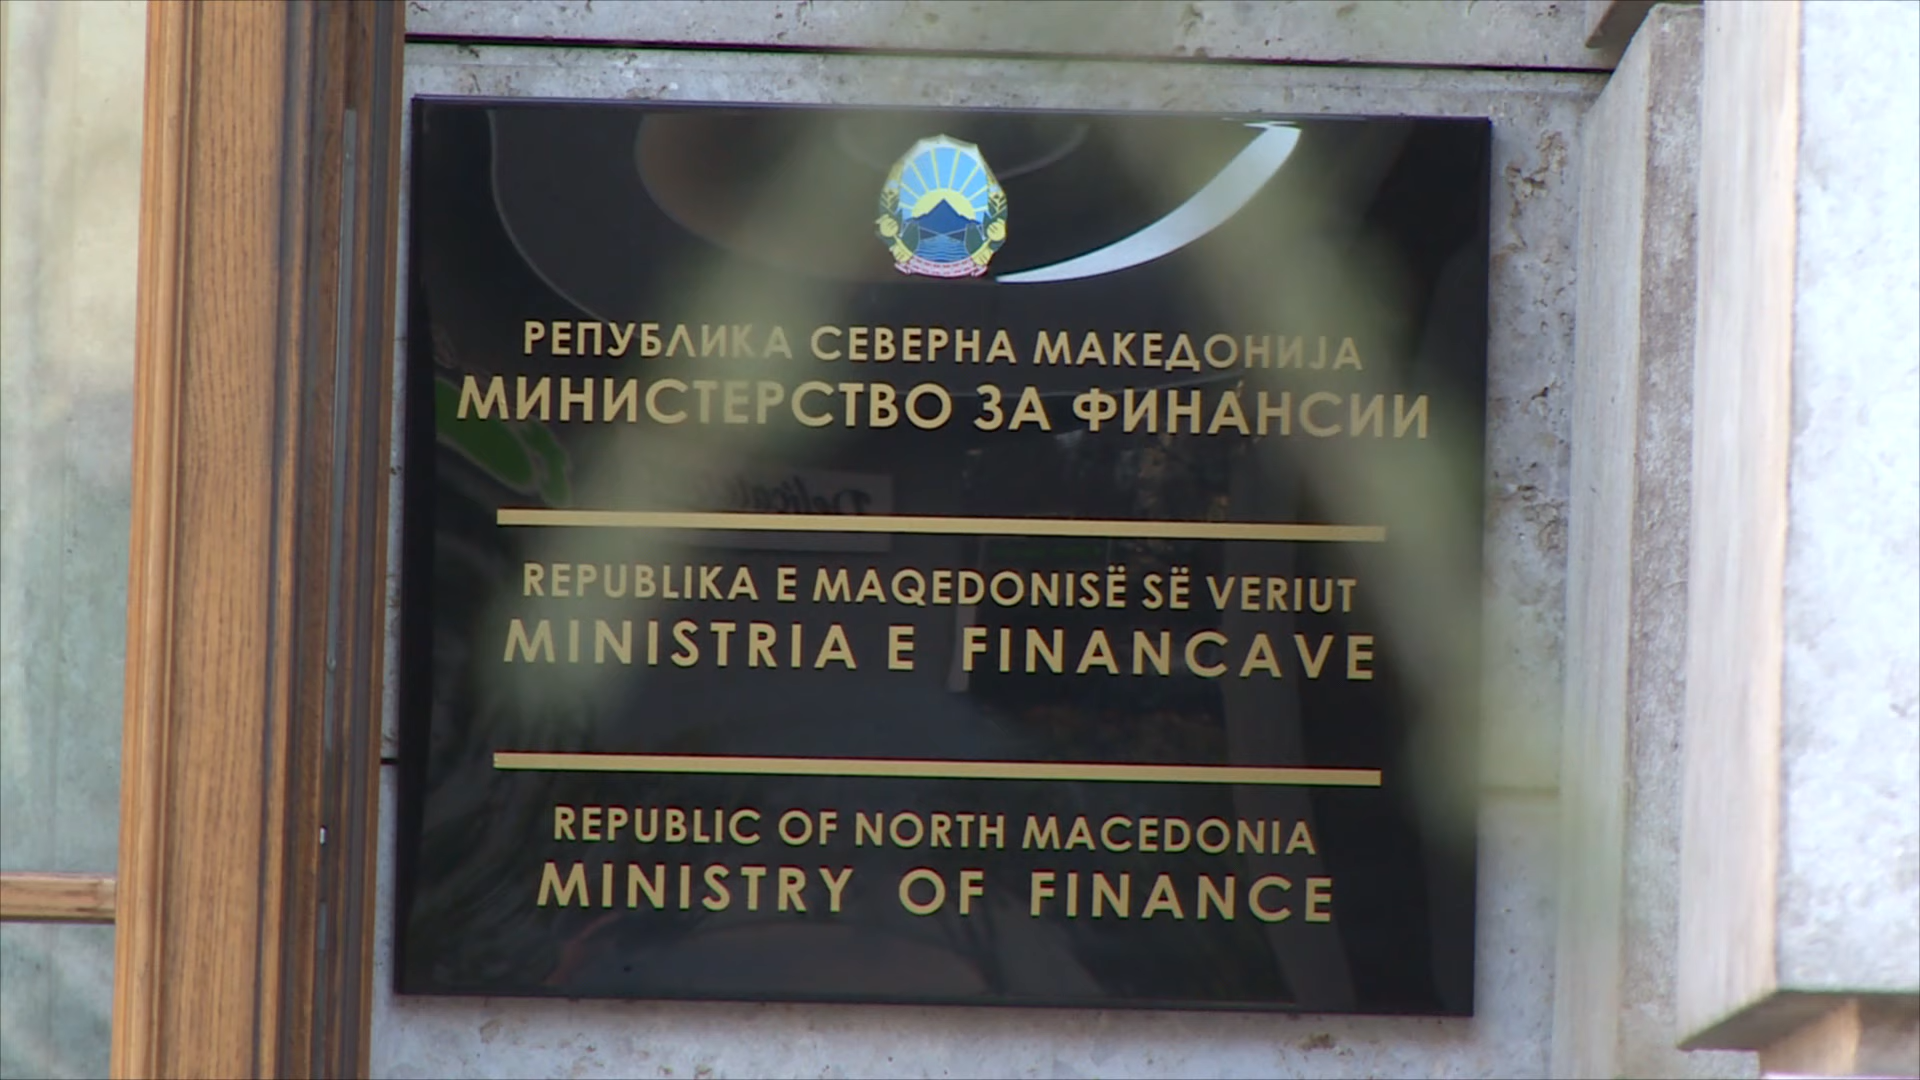 РЕПУБЛИКА СЕВЕРНА МАКЕДОНИЈА
МИНИСТЕРСТВО ЗА ФИНАНСИИ
REPUBLIKA E MAQEDONISË SË VERIUT
MINISTRIA E FINANCAVE
REPUBLIC OF NORTH MACEDONIA
MINISTRY OF FINANCE